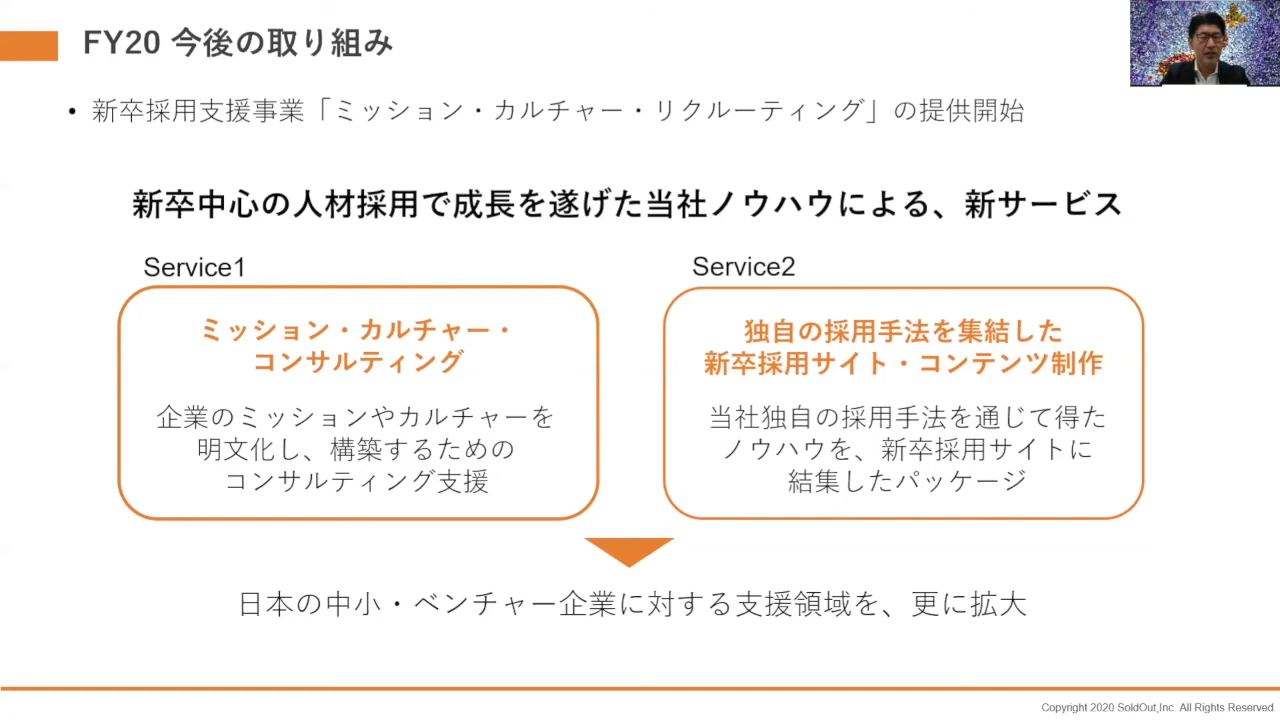 FY20 今後の取り組み
• 新卒採用支援事業「ミッション・カルチャー・リクルーティング」の提供開始
新卒中心の人材採用で成長を遂げた当社ノウハウによる、新サービス
Service1
ミッション・カルチャー・
コンサルティング
企業のミッションやカルチャーを
明文化し、構築するための
コンサルティング支援
Service2
独自の採用手法を集結した
新卒採用サイト・コンテンツ制作
当社独自の採用手法を通じて得た
ノウハウを、新卒採用サイトに
結集したパッケージ
日本の中小・ベンチャー企業に対する支援領域を、更に拡大
Copyright 2020 SoldOut,Inc. All Rights Reserved.